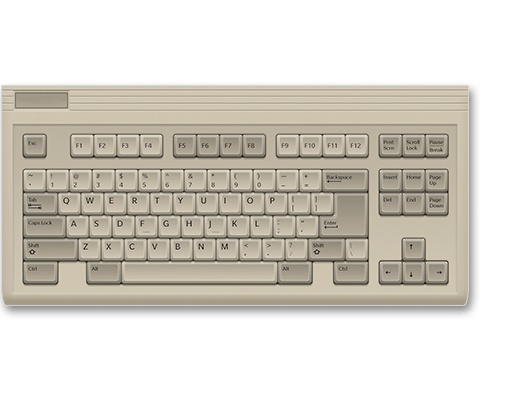 Esc F1 F2 F3 F4 F5 F6 F7 F8 F9 F10 F11 F12 Print Scrn Scroll Lock Pause Break
~ ! @ # $ % ^ & * ( ) _ + Backspace Insert Home Page Up
` 1 2 3 4 5 6 7 8 9 0 - =
Tab Q W E R T Y U I O P [ ] Del End Page Down
Caps Lock A S D F G H J K L ; ' Enter
Shift Z X C V B N M < > ? Shift \ ↑
Ctrl Alt Alt Ctrl ← ↓ →